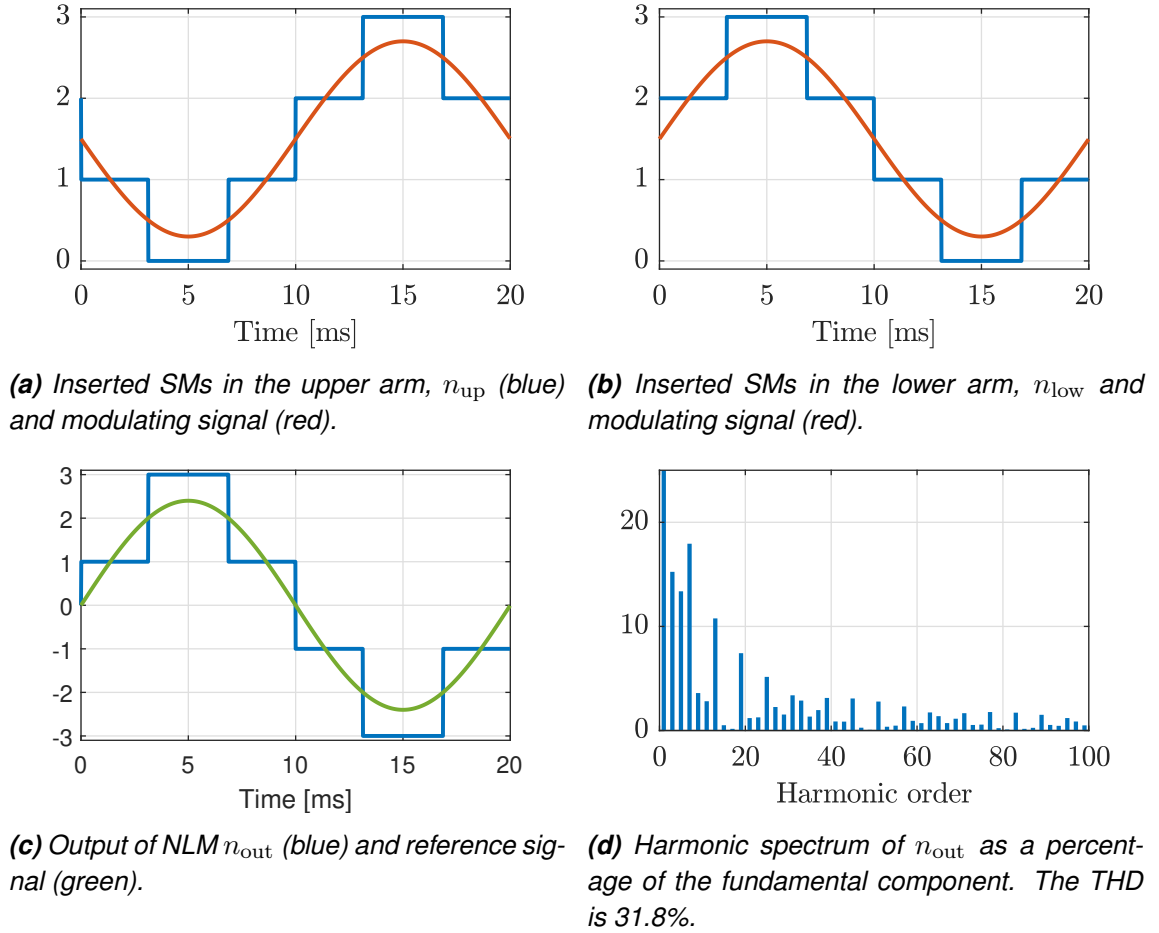 3
2
1
0
0 5 10 15 20
Time [ms]
3
2
1
0
0 5 10 15 20
Time [ms]
(a) Inserted SMs in the upper arm, n_up (blue)
and modulating signal (red).
(b) Inserted SMs in the lower arm, n_low and
modulating signal (red).
3
2
1
0
-1
-2
-3
0 5 10 15 20
Time [ms]
20
10
0
0 20 40 60 80 100
Harmonic order
(c) Output of NLM n_out (blue) and reference sig-
nal (green).
(d) Harmonic spectrum of n_out as a percent-
age of the fundamental component. The THD
is 31.8%.